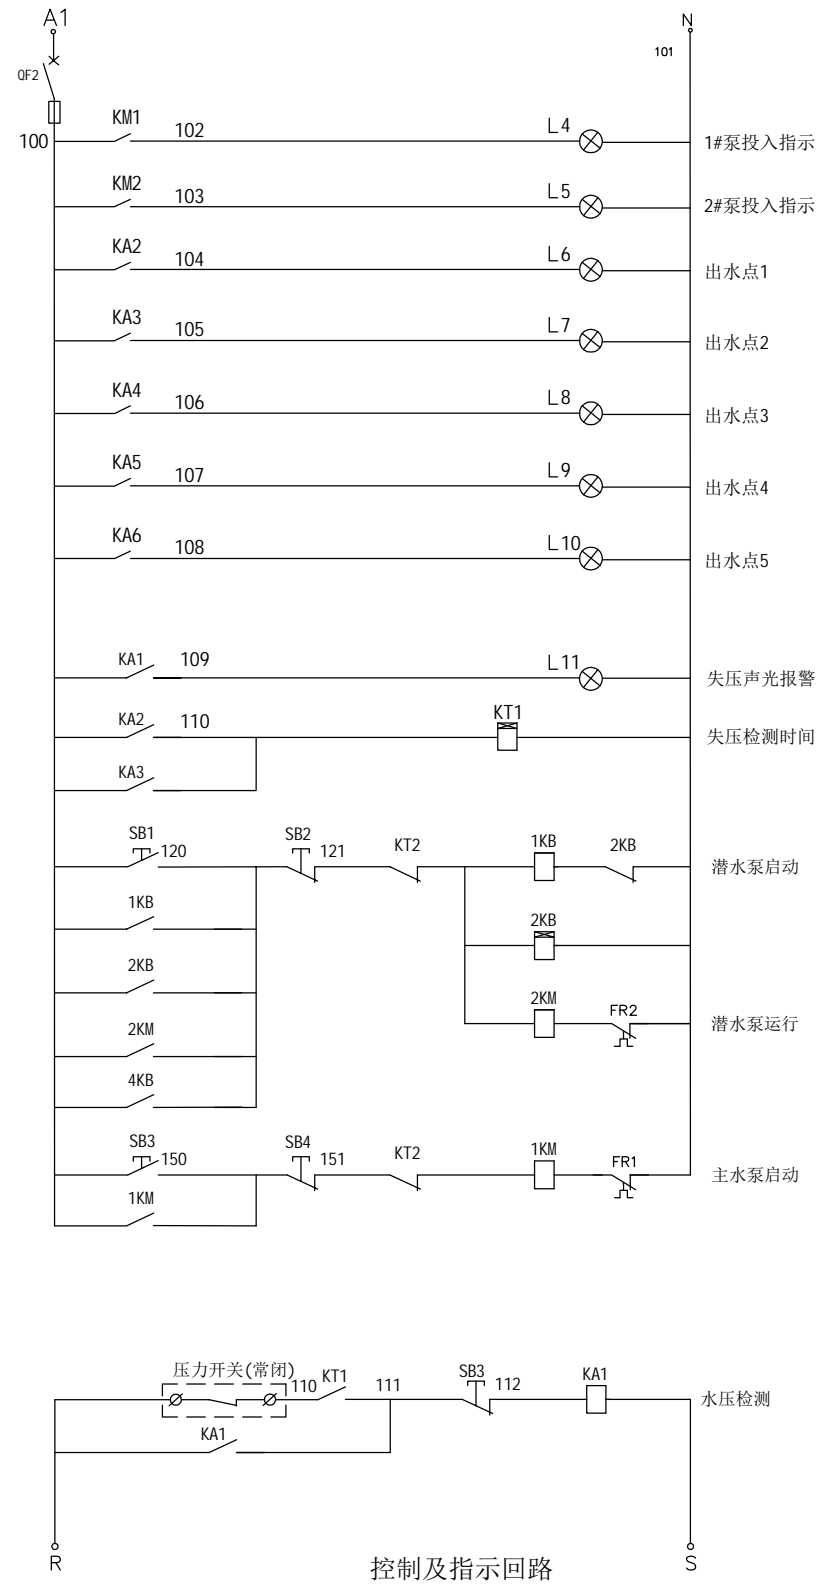 A1 N
101
QF2
KM1 102 L4
100 1#泵投入指示
KM2 103 L5 2#泵投入指示
KA2 104 L6 出水点1
KA3 105 L7 出水点2
KA4 106 L8 出水点3
KA5 107 L9 出水点4
KA6 108 L10 出水点5
KA1 109 L11 失压声光报警
KA2 110 KT1 失压检测时间
KA3
SB1 120 SB2 121 KT2 1KB 2KB 潜水泵启动
1KB 2KB
2KB
2KM FR2 潜水泵运行
2KM
4KB
SB3 150 SB4 151 KT2 1KM FR1 主水泵启动
1KM
压力开关(常闭) 110 KT1 111 SB3 112 KA1 水压检测
KA1
R S
控制及指示回路